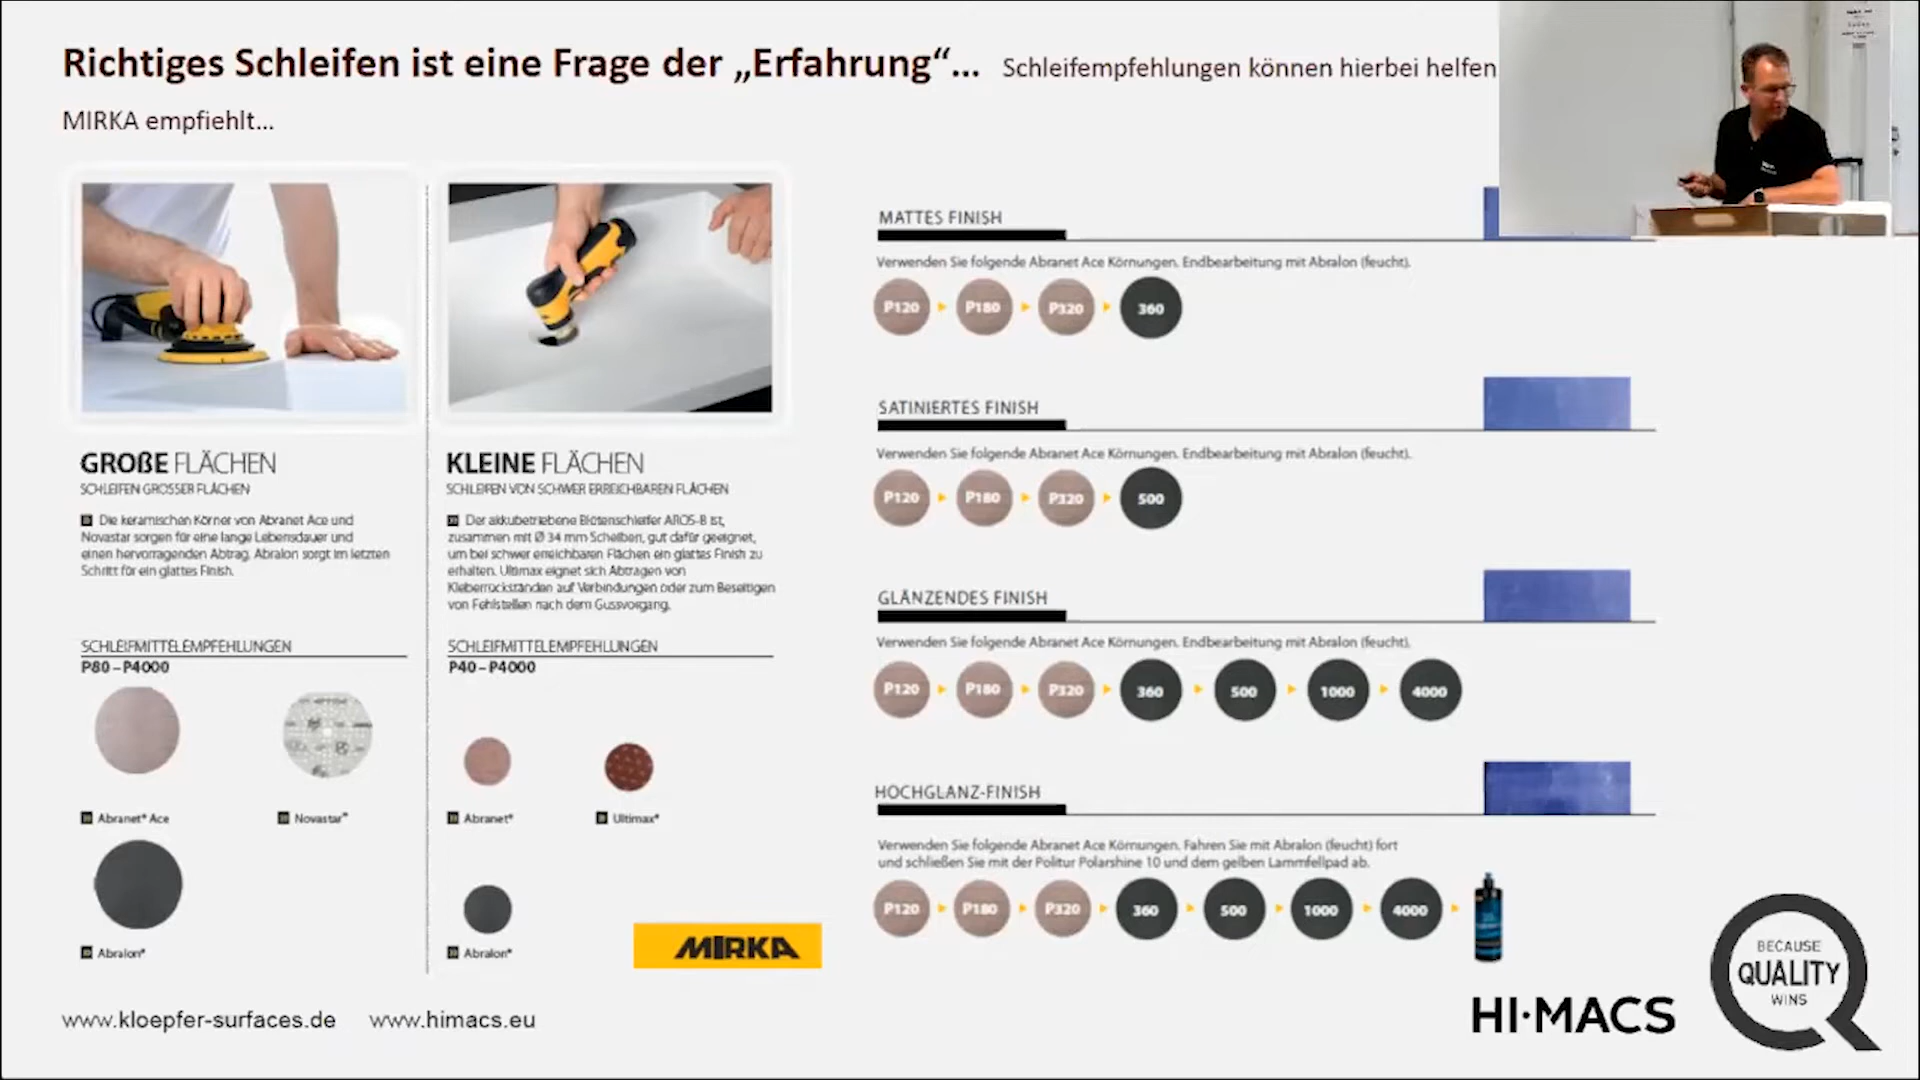 Richtiges Schleifen ist eine Frage der „Erfahrung“... Schleifempfehlungen können hierbei helfen
MIRKA empfiehlt...
GROßE FLÄCHEN
SCHLEIFEN GROSSER FLÄCHEN
Die keramischen Körner von Abranet Ace und
Novastar sorgen für eine lange Lebensdauer und
einen hervorragenden Abtrag. Abralon sorgt im letzten
Schritt für ein glattes Finish.
SCHLEIFMITTELEMPFEHLUNGEN
P80 – P4000
Abranet® Ace
Novastar™
Abralon®
KLEINE FLÄCHEN
SCHLEIFEN VON SCHWER ERREICHBAREN FLÄCHEN
Der akkubetriebene Blütenschleifer AROS-B ist,
zusammen mit Ø 34 mm Scheiben, gut dafür geeignet,
um bei schwer erreichbaren Flächen ein glattes Finish zu
erhalten. Ultimax eignet sich Abtragen von
Kleberrückständen auf Verbindungen oder zum Beseitigen
von Fehlstellen nach dem Gussvorgang.
SCHLEIFMITTELEMPFEHLUNGEN
P40 – P4000
Abranet®
Ultimax®
Abralon®
MIRKA
MATTES FINISH
Verwenden Sie folgende Abranet Ace Körnungen. Endbearbeitung mit Abralon (feucht).
P120 P180 P320 360
SATINIERTES FINISH
Verwenden Sie folgende Abranet Ace Körnungen. Endbearbeitung mit Abralon (feucht).
P120 P180 P320 500
GLÄNZENDES FINISH
Verwenden Sie folgende Abranet Ace Körnungen. Endbearbeitung mit Abralon (feucht).
P120 P180 P320 360 500 1000 4000
HOCHGLANZ-FINISH
Verwenden Sie folgende Abranet Ace Körnungen. Fahren Sie mit Abralon (feucht) fort
und schließen Sie mit der Politur Polarshine 10 und dem gelben Lammfellpad ab.
P120 P180 P320 360 500 1000 4000
www.kloepfer-surfaces.de www.himacs.eu
HI·MACS
BECAUSE
QUALITY
WINS